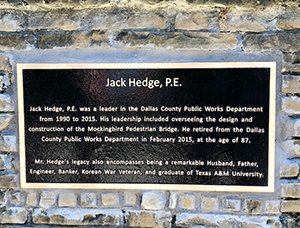 Jack Hedge, P.E.
Jack Hedge, P.E. was a leader in the Dallas County Public Works Department
from 1990 to 2015. His leadership included overseeing the design and
construction of the Mockingbird Pedestrian Bridge. He retired from the Dallas
County Public Works Department in February 2015, at the age of 87.
Mr. Hedge's legacy also encompasses being a remarkable Husband, Father,
Engineer, Banker, Korean War Veteran, and graduate of Texas A&M University.